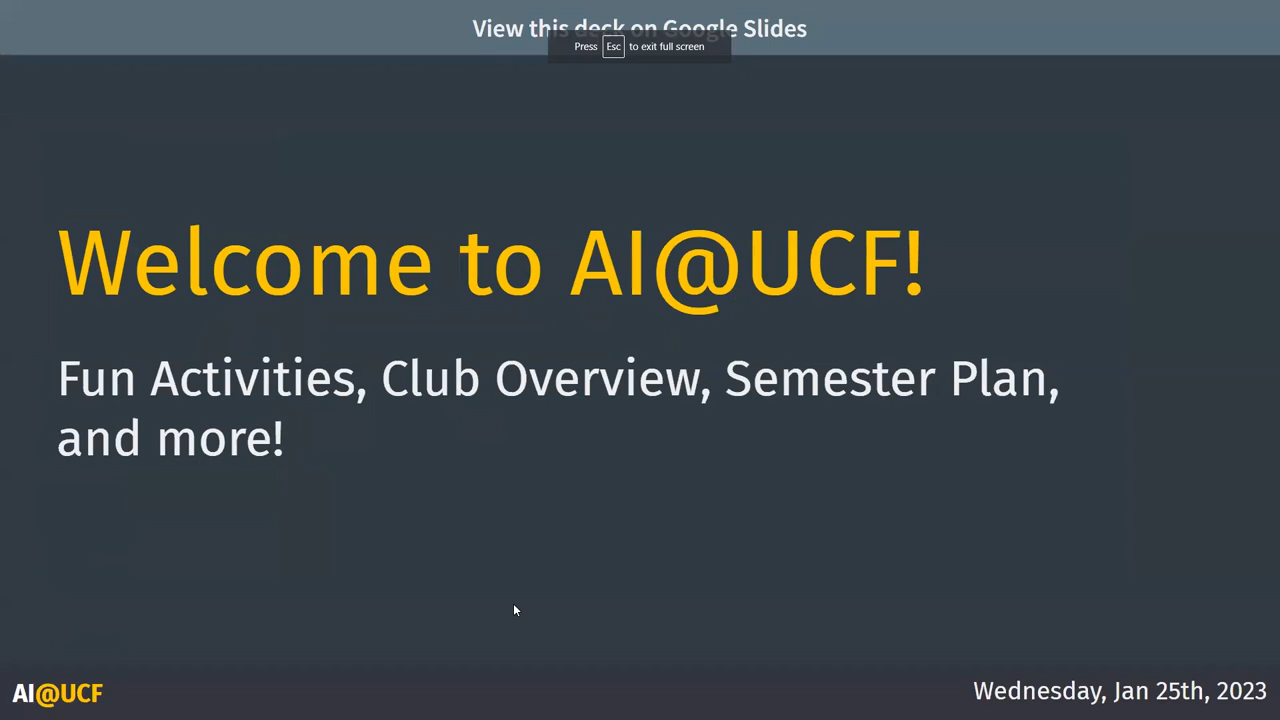 View this deck on Google Slides
Press Esc to exit full screen
Welcome to AI@UCF!
Fun Activities, Club Overview, Semester Plan,
and more!
AI@UCF
Wednesday, Jan 25th, 2023